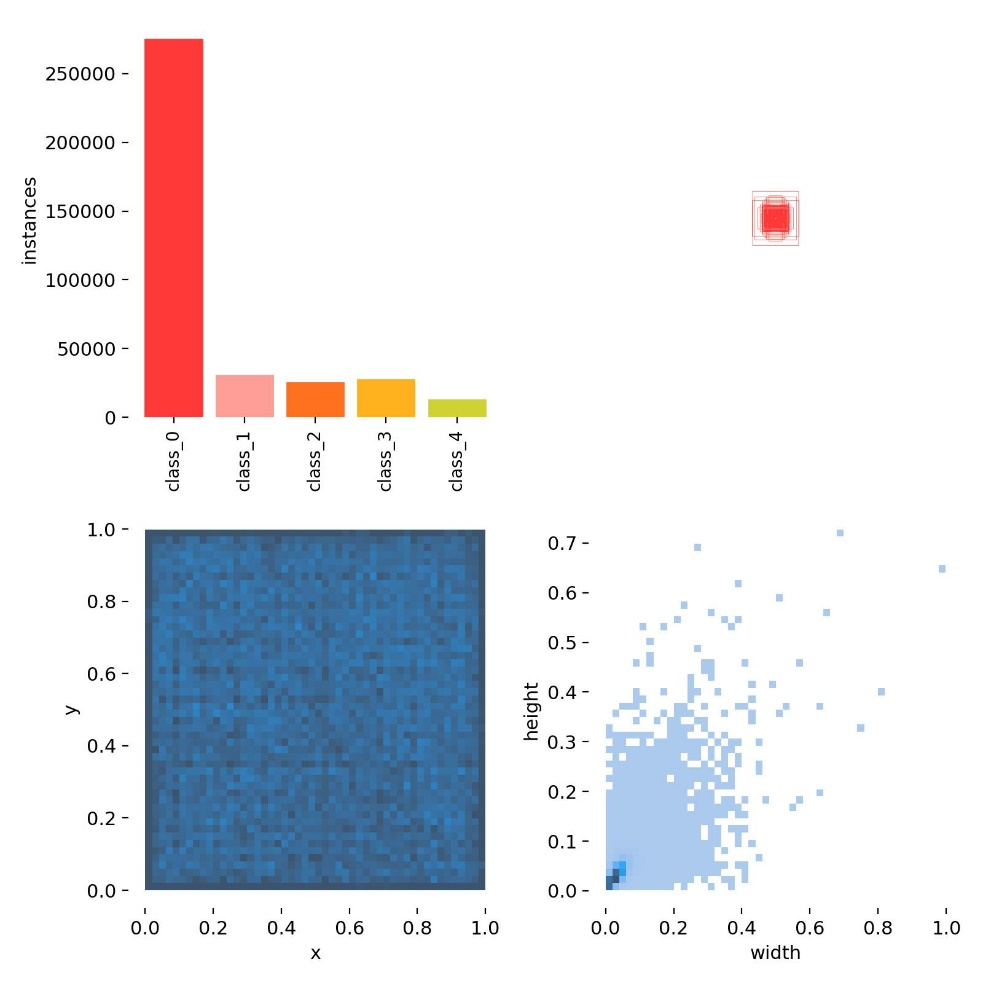 250000
200000
150000
100000
50000
0
instances
class_0
class_1
class_2
class_3
class_4
1.0
0.8
0.6
0.4
0.2
0.0
y
0.0 0.2 0.4 0.6 0.8 1.0
x
0.7
0.6
0.5
0.4
0.3
0.2
0.1
0.0
height
0.0 0.2 0.4 0.6 0.8 1.0
width